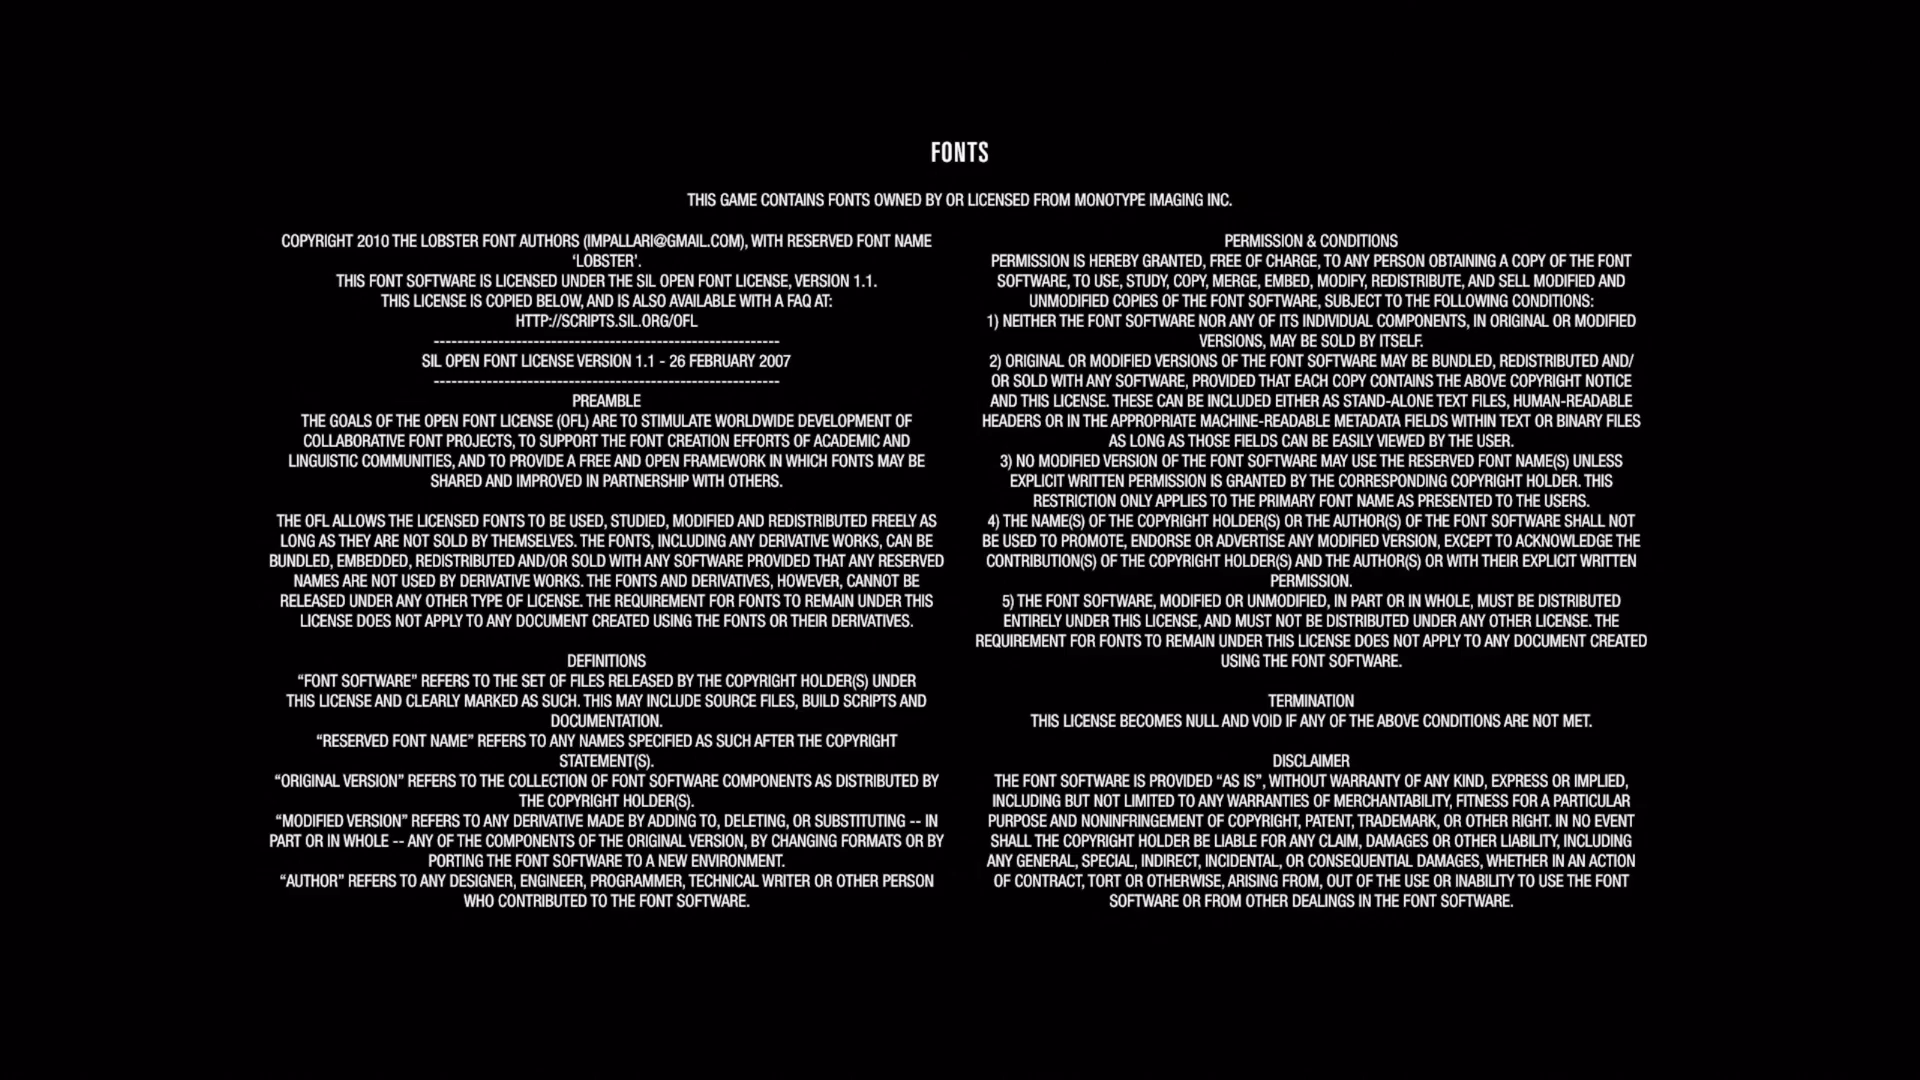 FONTS
THIS GAME CONTAINS FONTS OWNED BY OR LICENSED FROM MONOTYPE IMAGING INC.
COPYRIGHT 2010 THE LOBSTER FONT AUTHORS (IMPALLARI@GMAIL.COM), WITH RESERVED FONT NAME
‘LOBSTER'.
THIS FONT SOFTWARE IS LICENSED UNDER THE SIL OPEN FONT LICENSE, VERSION 1.1.
THIS LICENSE IS COPIED BELOW, AND IS ALSO AVAILABLE WITH A FAQ AT:
HTTP://SCRIPTS.SIL.ORG/OFL
-----------------------------------------------------------
SIL OPEN FONT LICENSE VERSION 1.1 - 26 FEBRUARY 2007
-----------------------------------------------------------
PREAMBLE
THE GOALS OF THE OPEN FONT LICENSE (OFL) ARE TO STIMULATE WORLDWIDE DEVELOPMENT OF
COLLABORATIVE FONT PROJECTS, TO SUPPORT THE FONT CREATION EFFORTS OF ACADEMIC AND
LINGUISTIC COMMUNITIES, AND TO PROVIDE A FREE AND OPEN FRAMEWORK IN WHICH FONTS MAY BE
SHARED AND IMPROVED IN PARTNERSHIP WITH OTHERS.
THE OFL ALLOWS THE LICENSED FONTS TO BE USED, STUDIED, MODIFIED AND REDISTRIBUTED FREELY AS
LONG AS THEY ARE NOT SOLD BY THEMSELVES. THE FONTS, INCLUDING ANY DERIVATIVE WORKS, CAN BE
BUNDLED, EMBEDDED, REDISTRIBUTED AND/OR SOLD WITH ANY SOFTWARE PROVIDED THAT ANY RESERVED
NAMES ARE NOT USED BY DERIVATIVE WORKS. THE FONTS AND DERIVATIVES, HOWEVER, CANNOT BE
RELEASED UNDER ANY OTHER TYPE OF LICENSE. THE REQUIREMENT FOR FONTS TO REMAIN UNDER THIS
LICENSE DOES NOT APPLY TO ANY DOCUMENT CREATED USING THE FONTS OR THEIR DERIVATIVES.
DEFINITIONS
“FONT SOFTWARE” REFERS TO THE SET OF FILES RELEASED BY THE COPYRIGHT HOLDER(S) UNDER
THIS LICENSE AND CLEARLY MARKED AS SUCH. THIS MAY INCLUDE SOURCE FILES, BUILD SCRIPTS AND
DOCUMENTATION.
“RESERVED FONT NAME” REFERS TO ANY NAMES SPECIFIED AS SUCH AFTER THE COPYRIGHT
STATEMENT(S).
“ORIGINAL VERSION” REFERS TO THE COLLECTION OF FONT SOFTWARE COMPONENTS AS DISTRIBUTED BY
THE COPYRIGHT HOLDER(S).
“MODIFIED VERSION” REFERS TO ANY DERIVATIVE MADE BY ADDING TO, DELETING, OR SUBSTITUTING -- IN
PART OR IN WHOLE -- ANY OF THE COMPONENTS OF THE ORIGINAL VERSION, BY CHANGING FORMATS OR BY
PORTING THE FONT SOFTWARE TO A NEW ENVIRONMENT.
“AUTHOR” REFERS TO ANY DESIGNER, ENGINEER, PROGRAMMER, TECHNICAL WRITER OR OTHER PERSON
WHO CONTRIBUTED TO THE FONT SOFTWARE.
PERMISSION & CONDITIONS
PERMISSION IS HEREBY GRANTED, FREE OF CHARGE, TO ANY PERSON OBTAINING A COPY OF THE FONT
SOFTWARE, TO USE, STUDY, COPY, MERGE, EMBED, MODIFY, REDISTRIBUTE, AND SELL MODIFIED AND
UNMODIFIED COPIES OF THE FONT SOFTWARE, SUBJECT TO THE FOLLOWING CONDITIONS:
1) NEITHER THE FONT SOFTWARE NOR ANY OF ITS INDIVIDUAL COMPONENTS, IN ORIGINAL OR MODIFIED
VERSIONS, MAY BE SOLD BY ITSELF.
2) ORIGINAL OR MODIFIED VERSIONS OF THE FONT SOFTWARE MAY BE BUNDLED, REDISTRIBUTED AND/
OR SOLD WITH ANY SOFTWARE, PROVIDED THAT EACH COPY CONTAINS THE ABOVE COPYRIGHT NOTICE
AND THIS LICENSE. THESE CAN BE INCLUDED EITHER AS STAND-ALONE TEXT FILES, HUMAN-READABLE
HEADERS OR IN THE APPROPRIATE MACHINE-READABLE METADATA FIELDS WITHIN TEXT OR BINARY FILES
AS LONG AS THOSE FIELDS CAN BE EASILY VIEWED BY THE USER.
3) NO MODIFIED VERSION OF THE FONT SOFTWARE MAY USE THE RESERVED FONT NAME(S) UNLESS
EXPLICIT WRITTEN PERMISSION IS GRANTED BY THE CORRESPONDING COPYRIGHT HOLDER. THIS
RESTRICTION ONLY APPLIES TO THE PRIMARY FONT NAME AS PRESENTED TO THE USERS.
4) THE NAME(S) OF THE COPYRIGHT HOLDER(S) OR THE AUTHOR(S) OF THE FONT SOFTWARE SHALL NOT
BE USED TO PROMOTE, ENDORSE OR ADVERTISE ANY MODIFIED VERSION, EXCEPT TO ACKNOWLEDGE THE
CONTRIBUTION(S) OF THE COPYRIGHT HOLDER(S) AND THE AUTHOR(S) OR WITH THEIR EXPLICIT WRITTEN
PERMISSION.
5) THE FONT SOFTWARE, MODIFIED OR UNMODIFIED, IN PART OR IN WHOLE, MUST BE DISTRIBUTED
ENTIRELY UNDER THIS LICENSE, AND MUST NOT BE DISTRIBUTED UNDER ANY OTHER LICENSE. THE
REQUIREMENT FOR FONTS TO REMAIN UNDER THIS LICENSE DOES NOT APPLY TO ANY DOCUMENT CREATED
USING THE FONT SOFTWARE.
TERMINATION
THIS LICENSE BECOMES NULL AND VOID IF ANY OF THE ABOVE CONDITIONS ARE NOT MET.
DISCLAIMER
THE FONT SOFTWARE IS PROVIDED “AS IS”, WITHOUT WARRANTY OF ANY KIND, EXPRESS OR IMPLIED,
INCLUDING BUT NOT LIMITED TO ANY WARRANTIES OF MERCHANTABILITY, FITNESS FOR A PARTICULAR
PURPOSE AND NONINFRINGEMENT OF COPYRIGHT, PATENT, TRADEMARK, OR OTHER RIGHT. IN NO EVENT
SHALL THE COPYRIGHT HOLDER BE LIABLE FOR ANY CLAIM, DAMAGES OR OTHER LIABILITY, INCLUDING
ANY GENERAL, SPECIAL, INDIRECT, INCIDENTAL, OR CONSEQUENTIAL DAMAGES, WHETHER IN AN ACTION
OF CONTRACT, TORT OR OTHERWISE, ARISING FROM, OUT OF THE USE OR INABILITY TO USE THE FONT
SOFTWARE OR FROM OTHER DEALINGS IN THE FONT SOFTWARE.